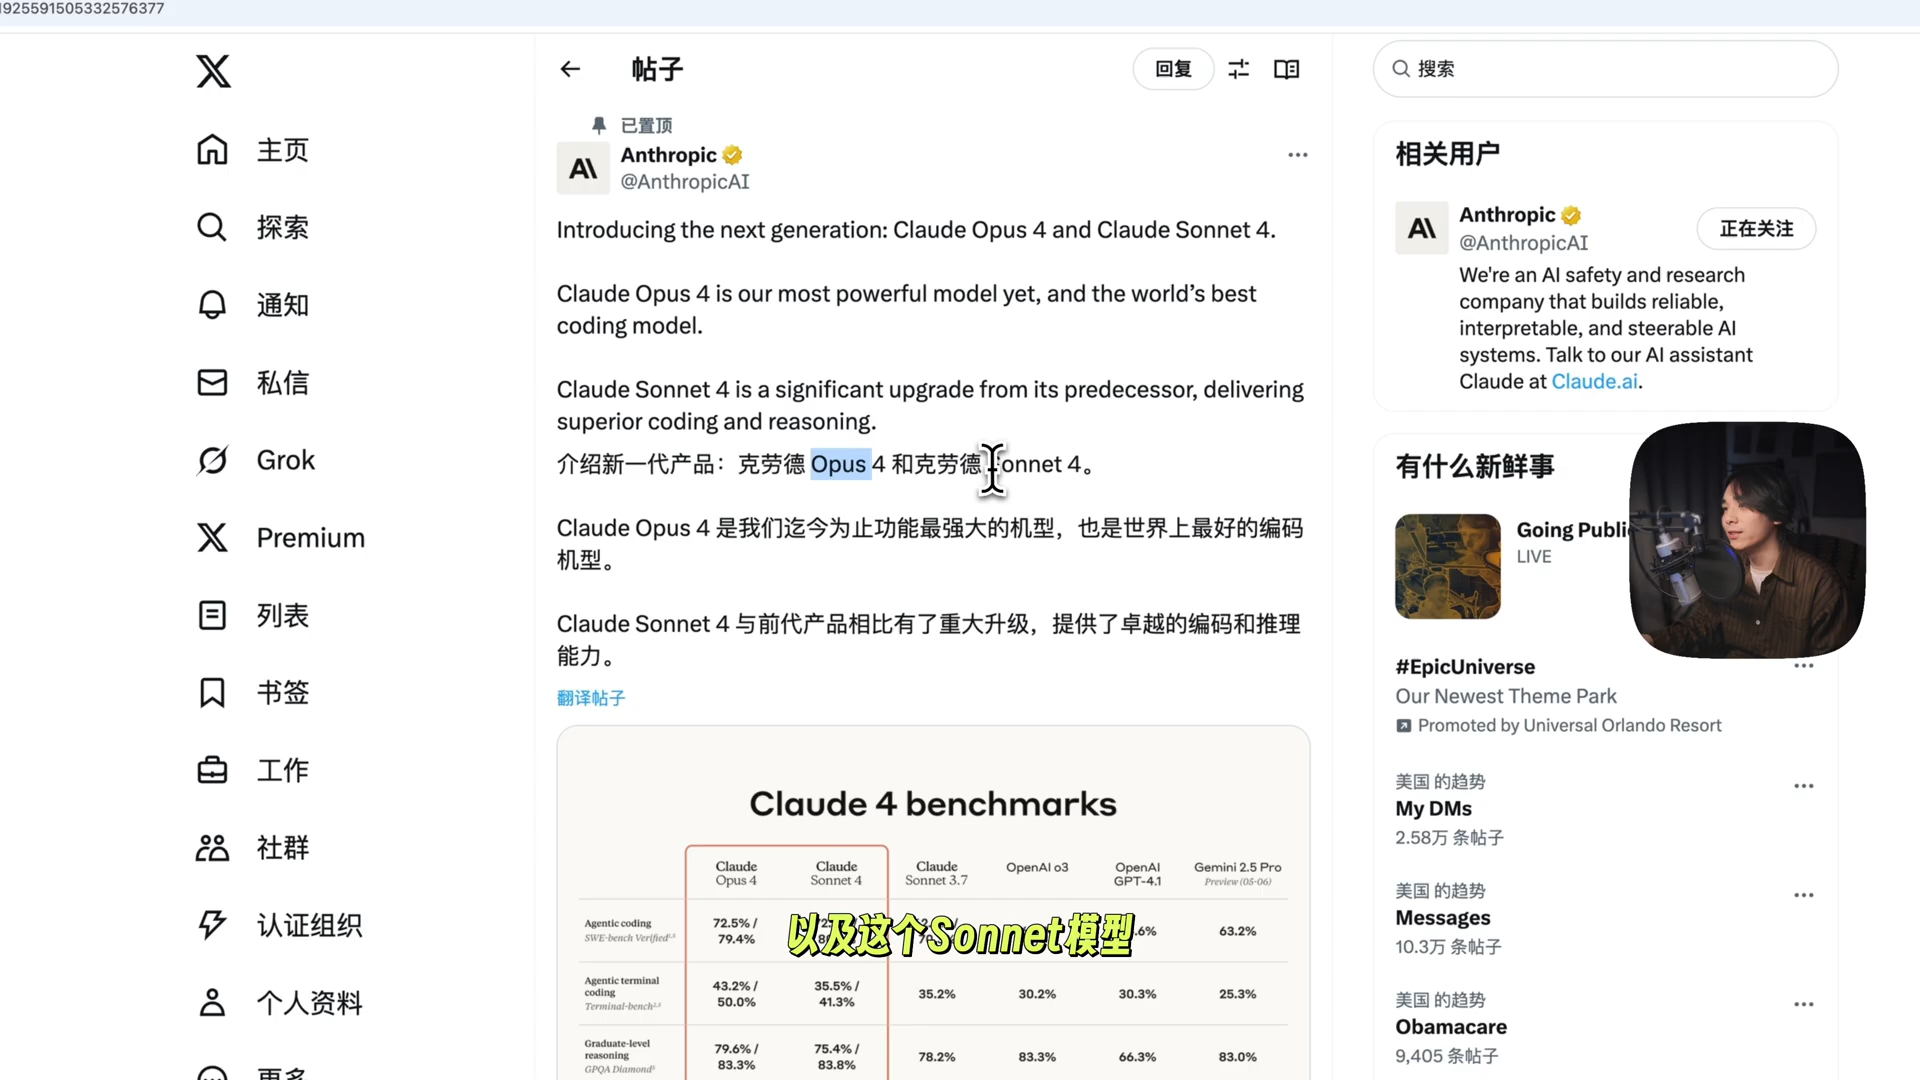 1925591505332576377
主页
探索
通知
私信
Grok
Premium
列表
书签
工作
社群
认证组织
个人资料
帖子
回复
已置顶
Anthropic
@AnthropicAI
Introducing the next generation: Claude Opus 4 and Claude Sonnet 4.
Claude Opus 4 is our most powerful model yet, and the world’s best
coding model.
Claude Sonnet 4 is a significant upgrade from its predecessor, delivering
superior coding and reasoning.
介绍新一代产品：克劳德 Opus 4 和克劳德 Sonnet 4。
Claude Opus 4 是我们迄今为止功能最强大的机型，也是世界上最好的编码
机型。
Claude Sonnet 4 与前代产品相比有了重大升级，提供了卓越的编码和推理
能力。
翻译帖子
Claude 4 benchmarks
Claude Opus 4
Claude Sonnet 4
Claude Sonnet 3.7
OpenAI o3
OpenAI GPT-4.1
Gemini 2.5 Pro Preview (05-06)
Agentic coding SWE-bench Verified
72.5% / 79.4%
63.2%
以及这个Sonnet模型
Agentic terminal coding Terminal-bench
43.2% / 50.0%
35.5% / 41.3%
35.2%
30.2%
30.3%
25.3%
Graduate-level reasoning GPQA Diamond
79.6% / 83.3%
75.4% / 83.8%
78.2%
83.3%
66.3%
83.0%
搜索
相关用户
Anthropic
@AnthropicAI
正在关注
We're an AI safety and research
company that builds reliable,
interpretable, and steerable AI
systems. Talk to our AI assistant
Claude at Claude.ai.
有什么新鲜事
Going Publi
LIVE
#EpicUniverse
Our Newest Theme Park
Promoted by Universal Orlando Resort
美国 的趋势
My DMs
2.58万 条帖子
美国 的趋势
Messages
10.3万 条帖子
美国 的趋势
Obamacare
9,405 条帖子